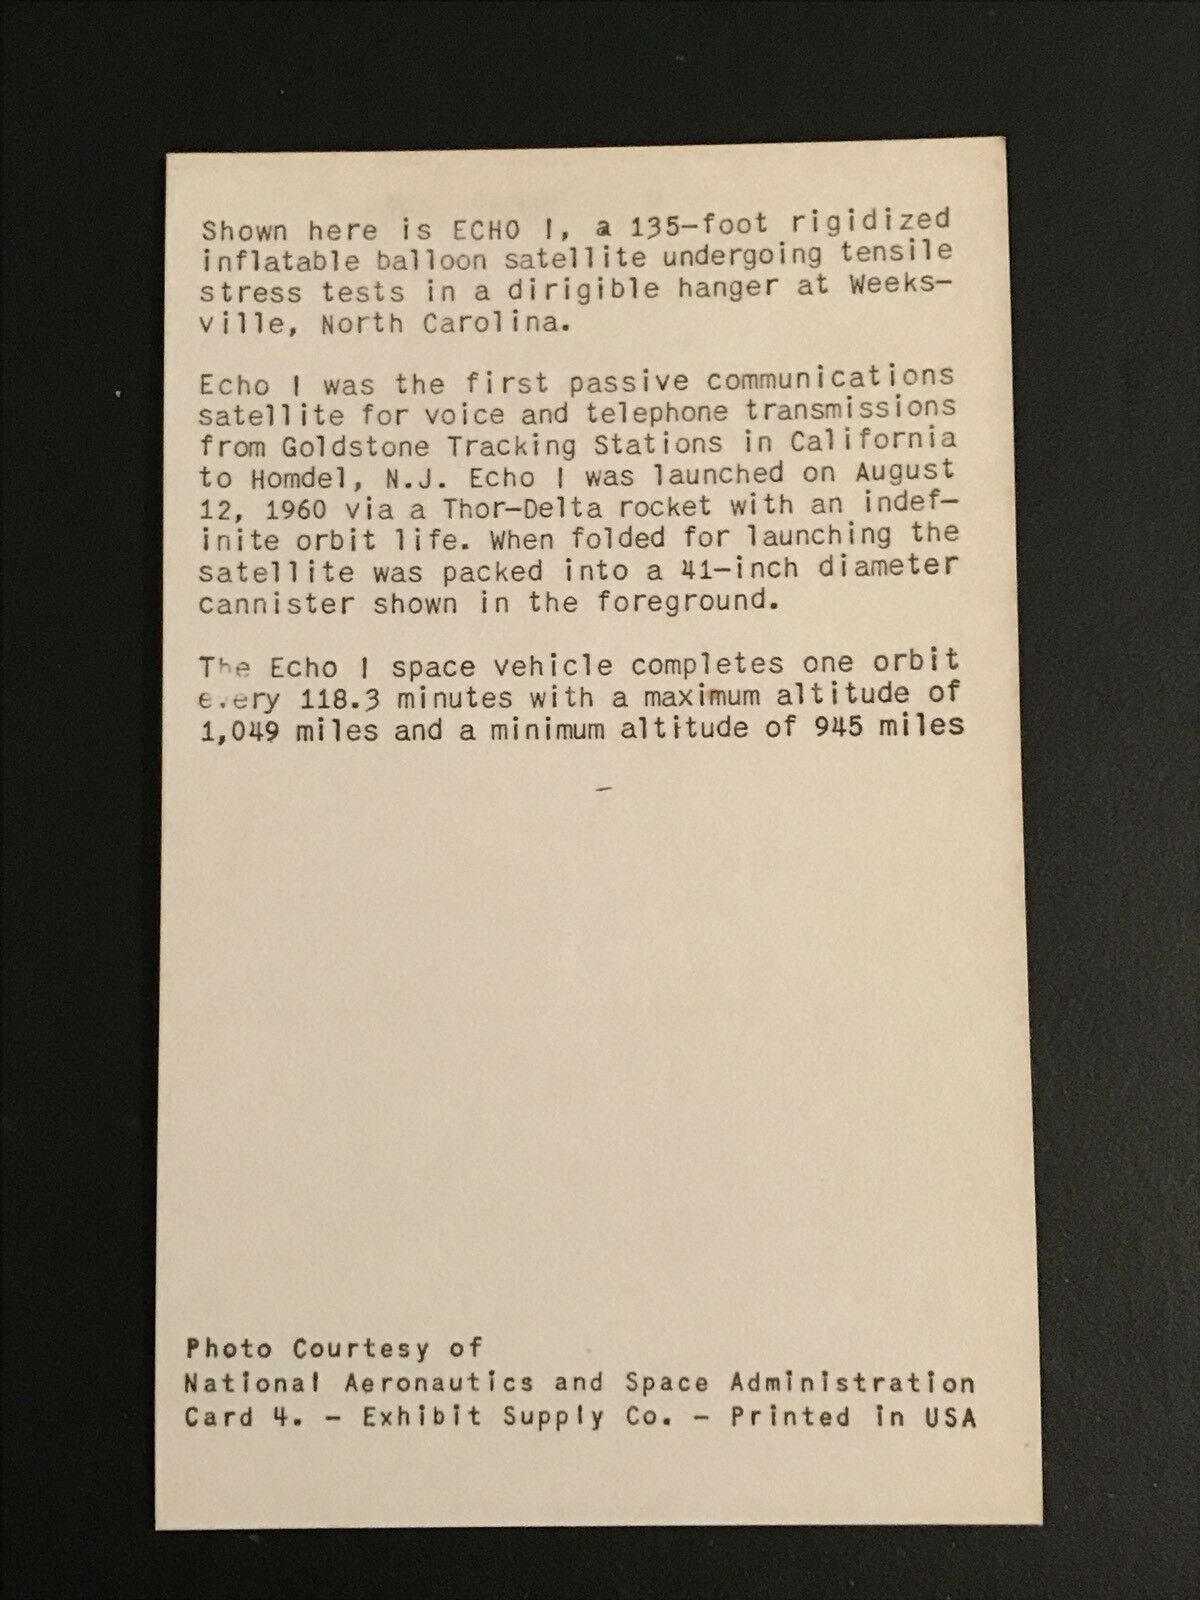 Shown here is ECHO I, a 135-foot rigidized
inflatable balloon satellite undergoing tensile
stress tests in a dirigible hanger at Weeks-
ville, North Carolina.
Echo I was the first passive communications
satellite for voice and telephone transmissions
from Goldstone Tracking Stations in California
to Homdel, N.J. Echo I was launched on August
12, 1960 via a Thor-Delta rocket with an indef-
inite orbit life. When folded for launching the
satellite was packed into a 41-inch diameter
cannister shown in the foreground.
The Echo I space vehicle completes one orbit
every 118.3 minutes with a maximum altitude of
1,049 miles and a minimum altitude of 945 miles
Photo Courtesy of
National Aeronautics and Space Administration
Card 4. - Exhibit Supply Co. - Printed in USA